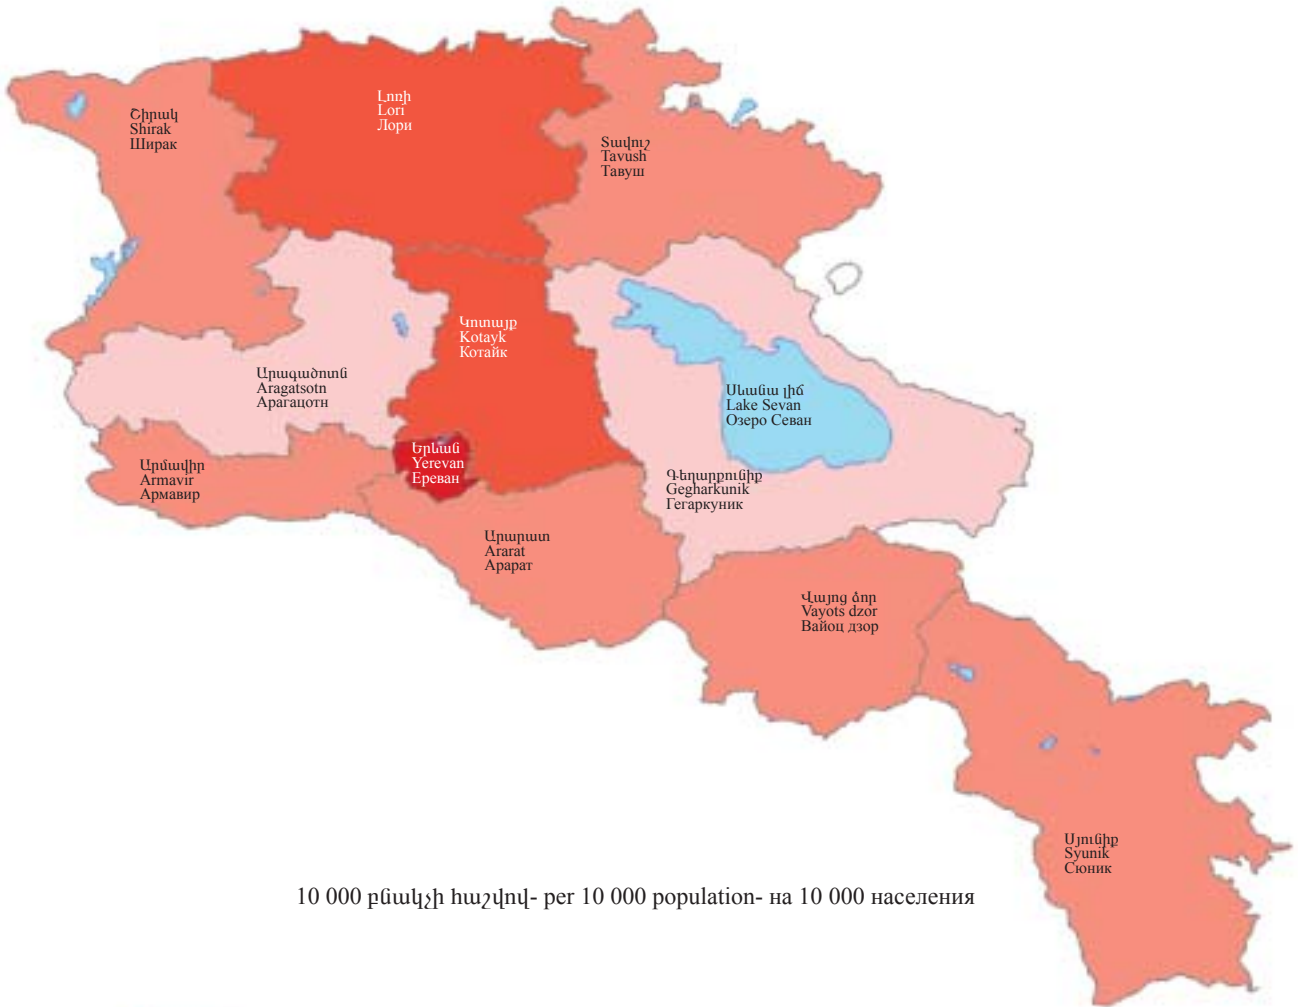 Լոռի
Lori
Лори
Շիրակ
Shirak
Ширак
Տավուշ
Tavush
Тавуш
Կոտայք
Kotayk
Котайк
Արագածոտն
Aragatsotn
Арагацотн
Սևանա լիճ
Lake Sevan
Озеро Севан
Երևան
Yerevan
Ереван
Արմավիր
Armavir
Армавир
Գեղարքունիք
Gegharkunik
Гегаркуник
Արարատ
Ararat
Арарат
Վայոց ձոր
Vayots dzor
Вайоц дзор
Սյունիք
Syunik
Сюник
10 000 բնակչի հաշվով- per 10 000 population- на 10 000 населения